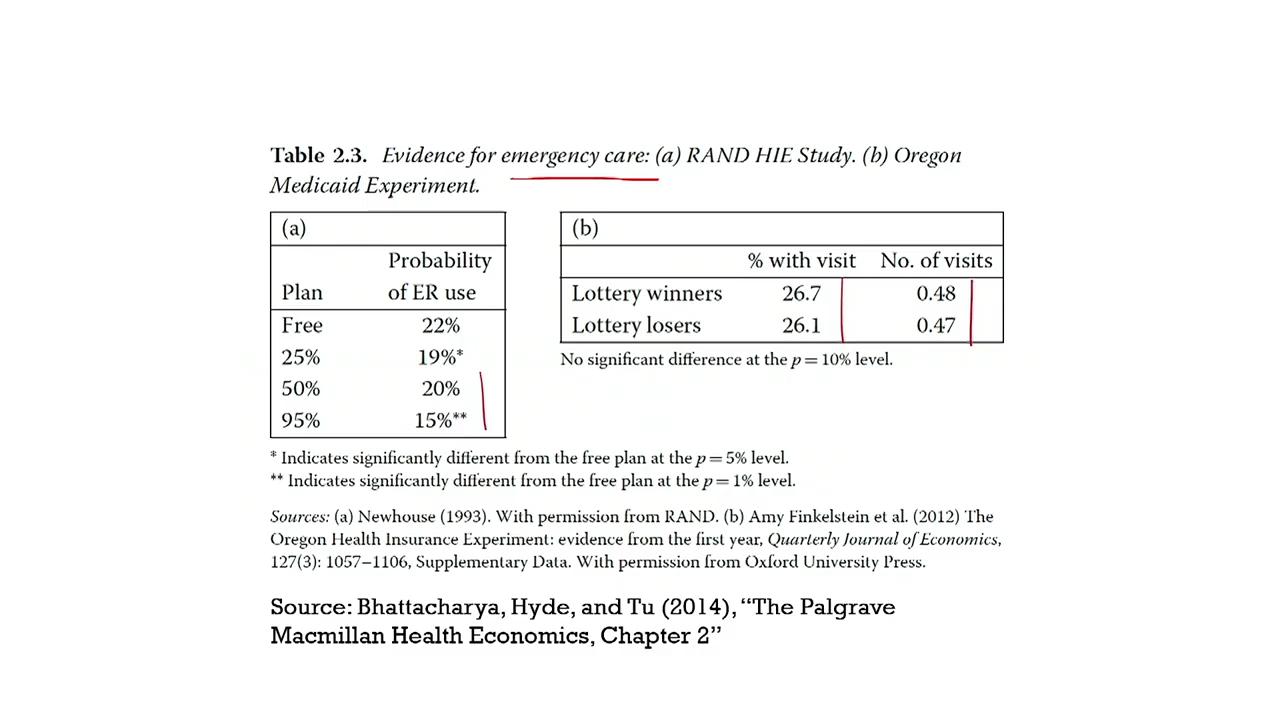 Table 2.3. Evidence for emergency care: (a) RAND HIE Study. (b) Oregon
Medicaid Experiment.
(a)
Probability
Plan of ER use
Free 22%
25% 19%*
50% 20%
95% 15%**
(b)
% with visit No. of visits
Lottery winners 26.7 0.48
Lottery losers 26.1 0.47
No significant difference at the p = 10% level.
* Indicates significantly different from the free plan at the p = 5% level.
** Indicates significantly different from the free plan at the p = 1% level.
Sources: (a) Newhouse (1993). With permission from RAND. (b) Amy Finkelstein et al. (2012) The
Oregon Health Insurance Experiment: evidence from the first year, Quarterly Journal of Economics,
127(3): 1057–1106, Supplementary Data. With permission from Oxford University Press.
Source: Bhattacharya, Hyde, and Tu (2014), “The Palgrave
Macmillan Health Economics, Chapter 2”